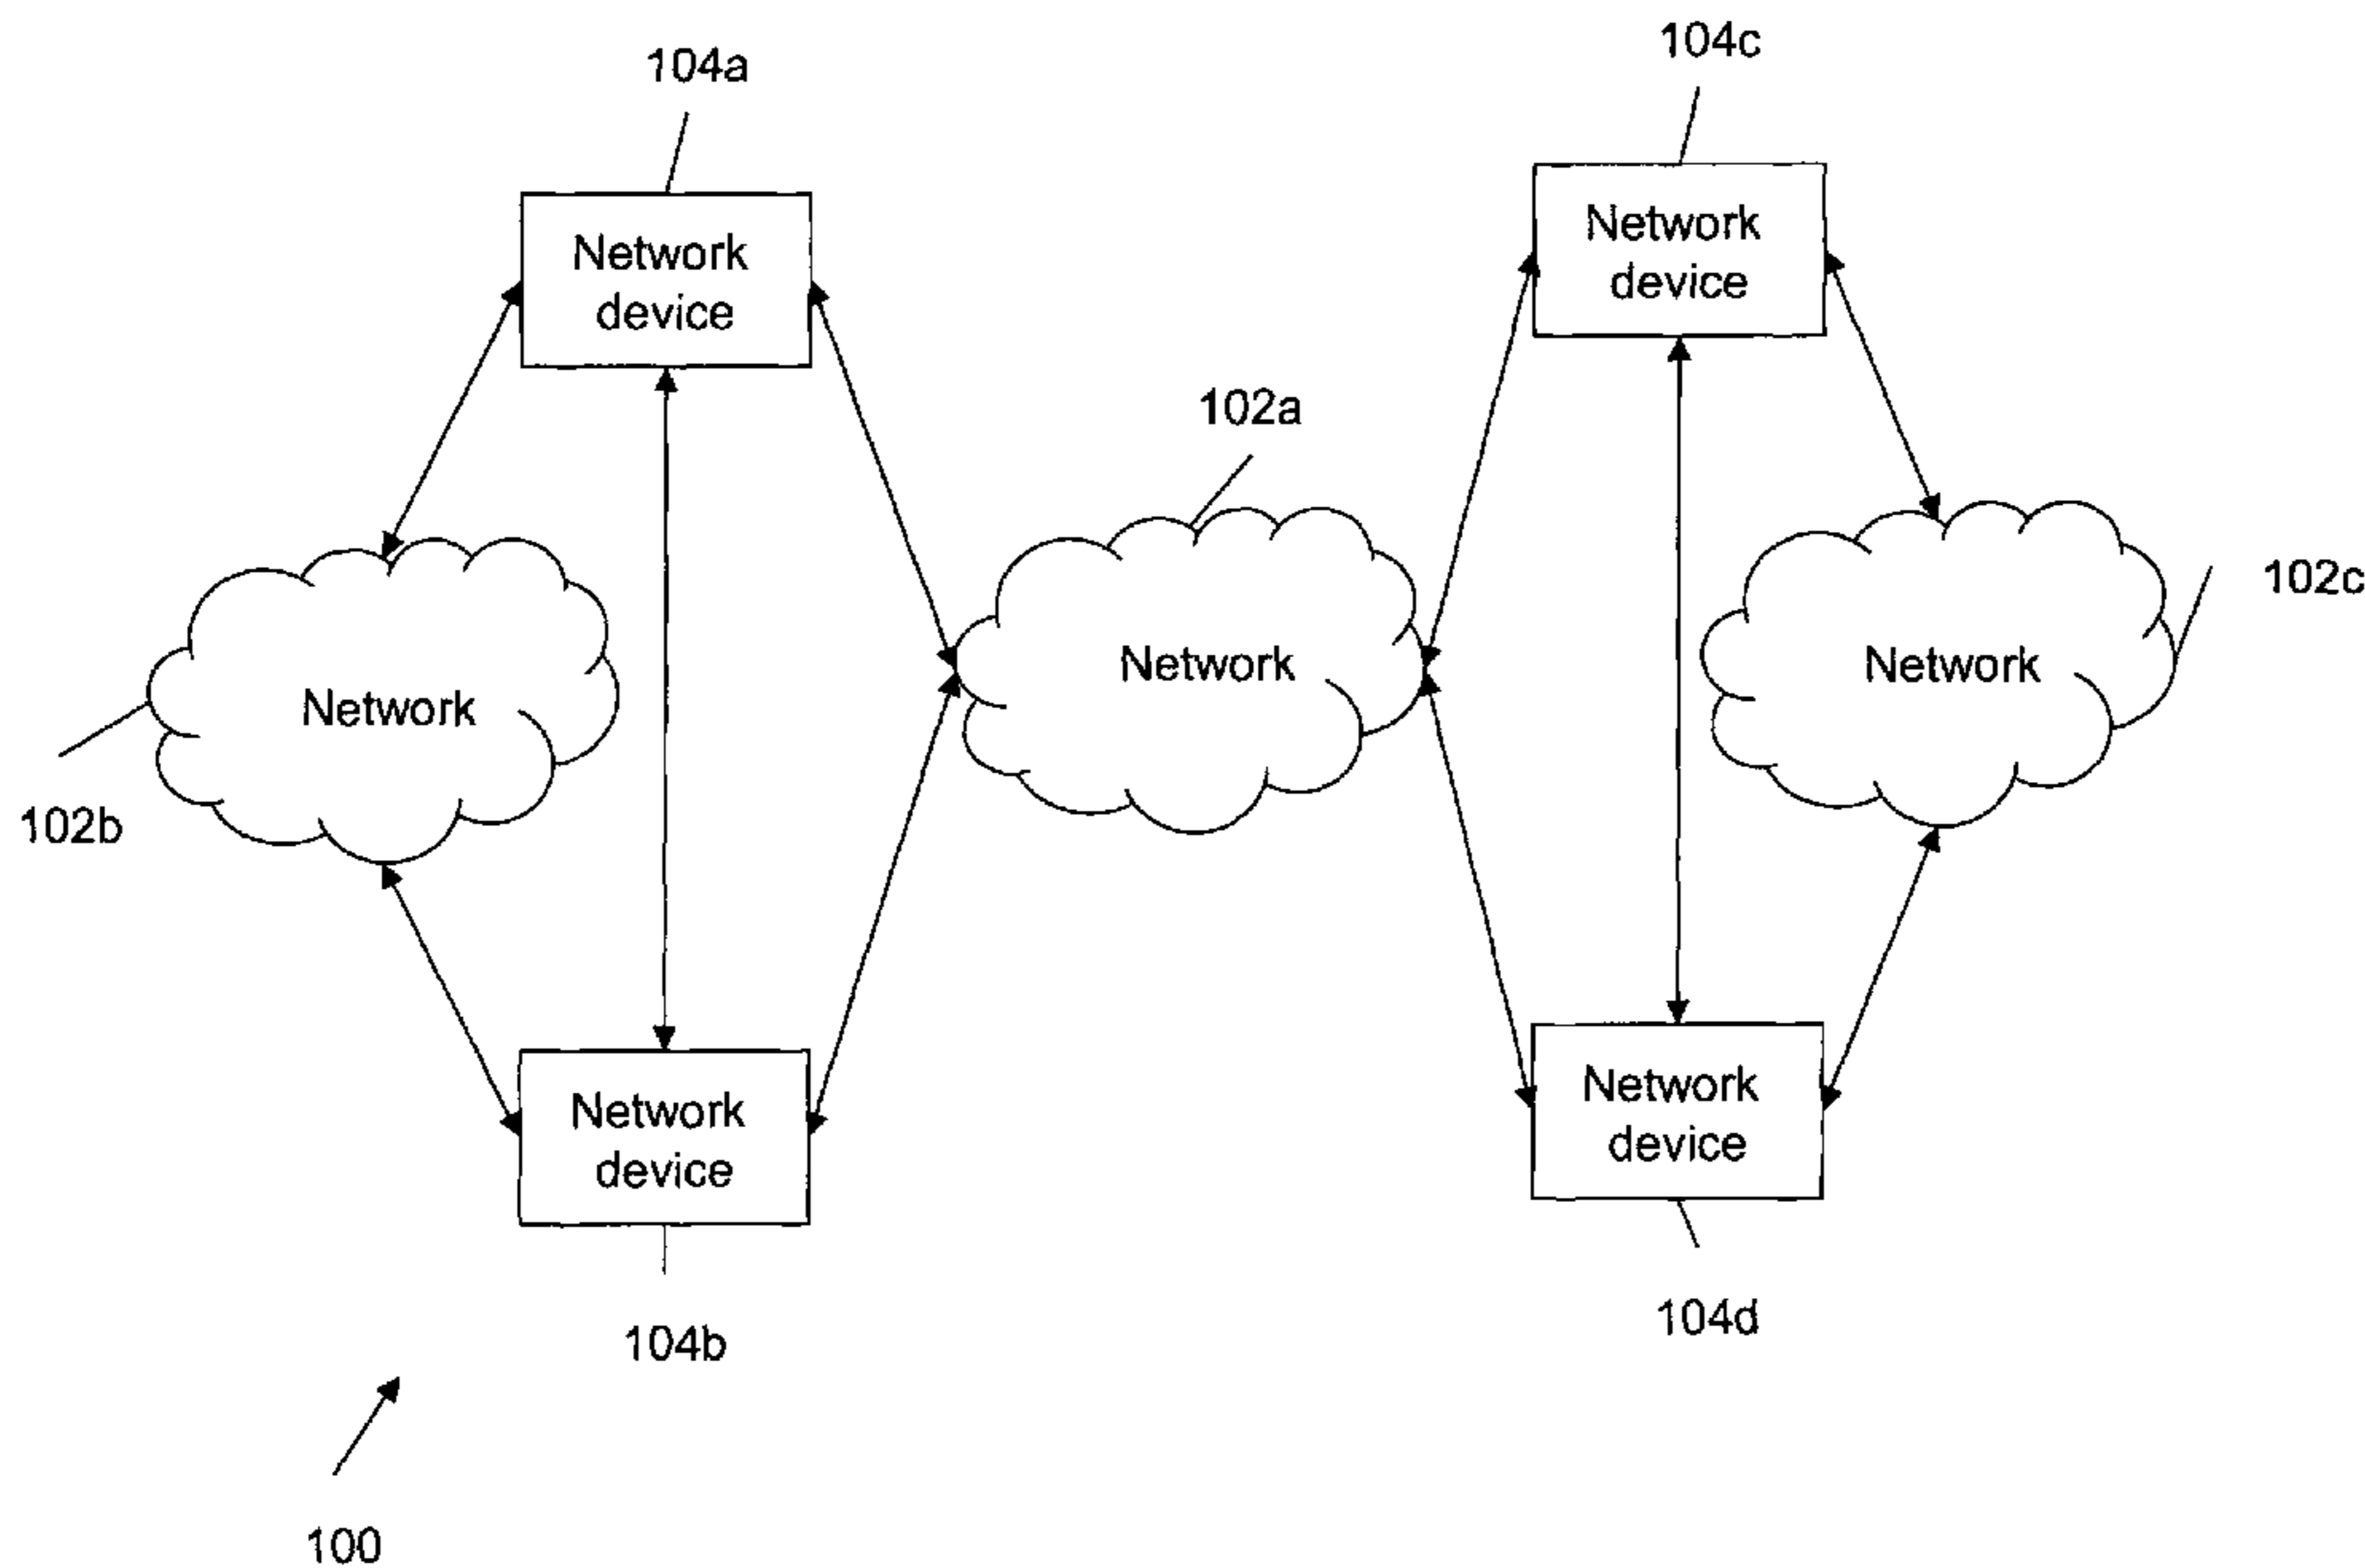 104a
104c
Network
device
Network
device
102a
102c
Network
Network
Network
102b
Network
device
Network
device
104b
104d
100